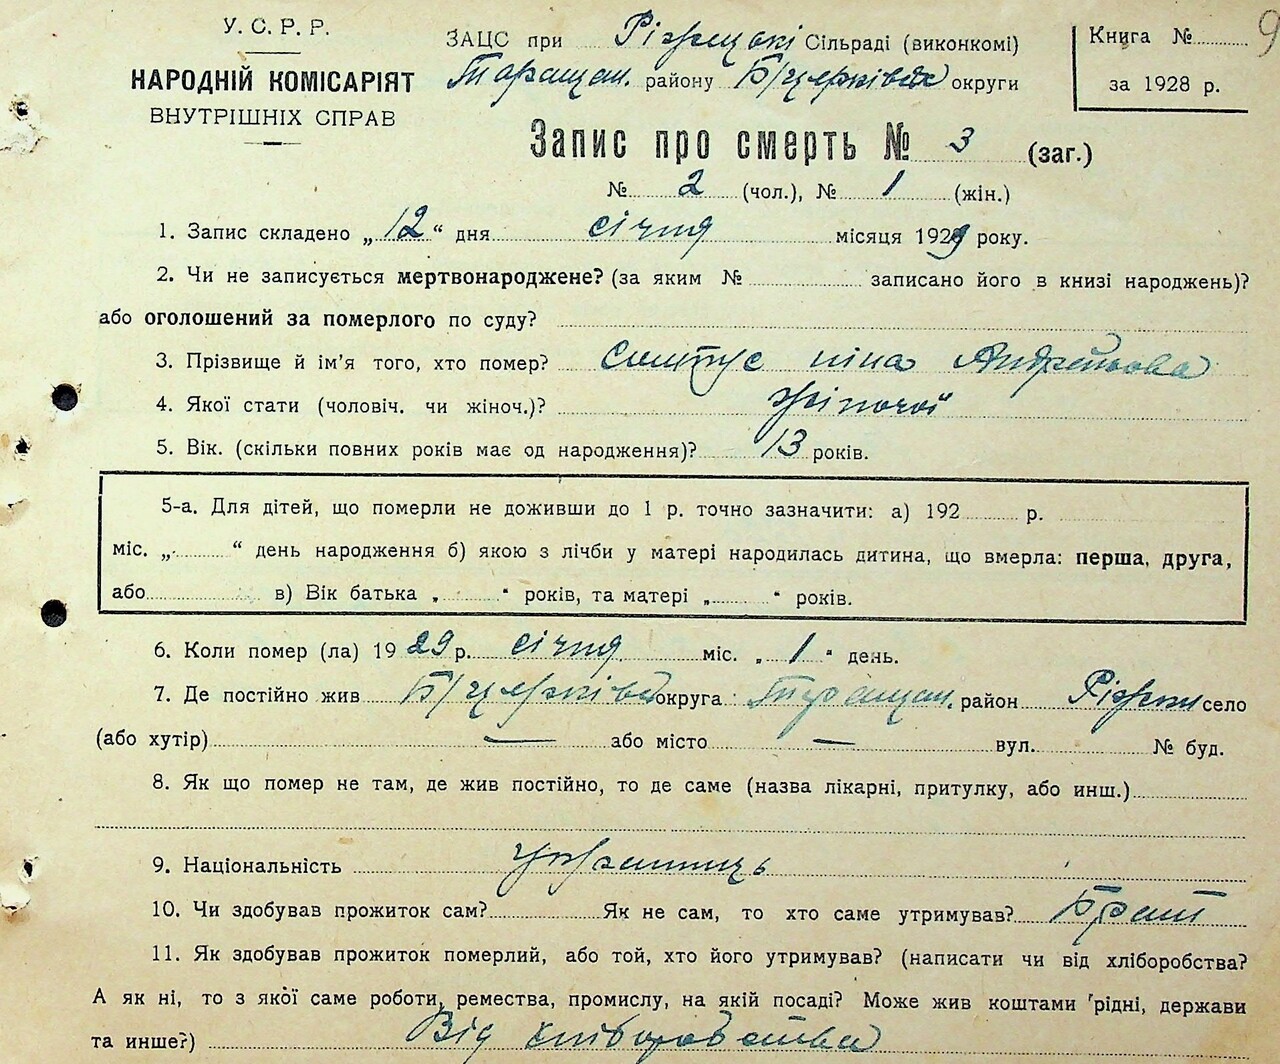 У. С. Р. Р.
НАРОДНІЙ КОМІСАРІЯТ
ВНУТРІШНІХ СПРАВ
ЗАЦС при Ріжецькі Сільраді (виконкомі)
Таращан. району Б/церківск округи
Книга № 9
за 1928 р.
Запис про смерть № 3 (заг.)
№ 2 (чол.), № 1 (жін.)
1. Запис складено „12“ дня січня місяця 1929 року.
2. Чи не записується мертвонароджене? (за яким № записано його в книзі народжень)?
або оголошений за померлого по суду?
3. Прізвище й ім'я того, хто помер? ніна Андреївова
4. Якої стати (чоловіч. чи жіноч.)? жіночої
5. Вік. (скільки повних років має од народження)? 13 років.
5-а. Для дітей, що померли не доживши до 1 р. точно зазначити: а) 192 р.
міс. „ “ день народження б) якою з лічби у матері народилась дитина, що вмерла: перша, друга,
або в) Вік батька „ “ років, та матері „ “ років.
6. Коли помер (ла) 1929 р. січня міс. „1“ день.
7. Де постійно жив Б/церківск округа Таращан. район Ріжки село
(або хутір) — або місто — вул. № буд.
8. Як що помер не там, де жив постійно, то де саме (назва лікарні, притулку, або инш.)
9. Національність українць
10. Чи здобував прожиток сам? Як не сам, то хто саме утримував? Брат
11. Як здобував прожиток померлий, або той, хто його утримував? (написати чи від хліборобства?
А як ні, то з якої саме роботи, ремества, промислу, на якій посаді? Може жив коштами рідні, держави
та инше?) Від хліборобства